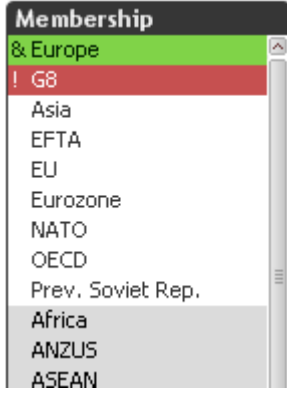 Membership
& Europe
! G8
Asia
EFTA
EU
Eurozone
NATO
OECD
Prev. Soviet Rep.
Africa
ANZUS
ASEAN